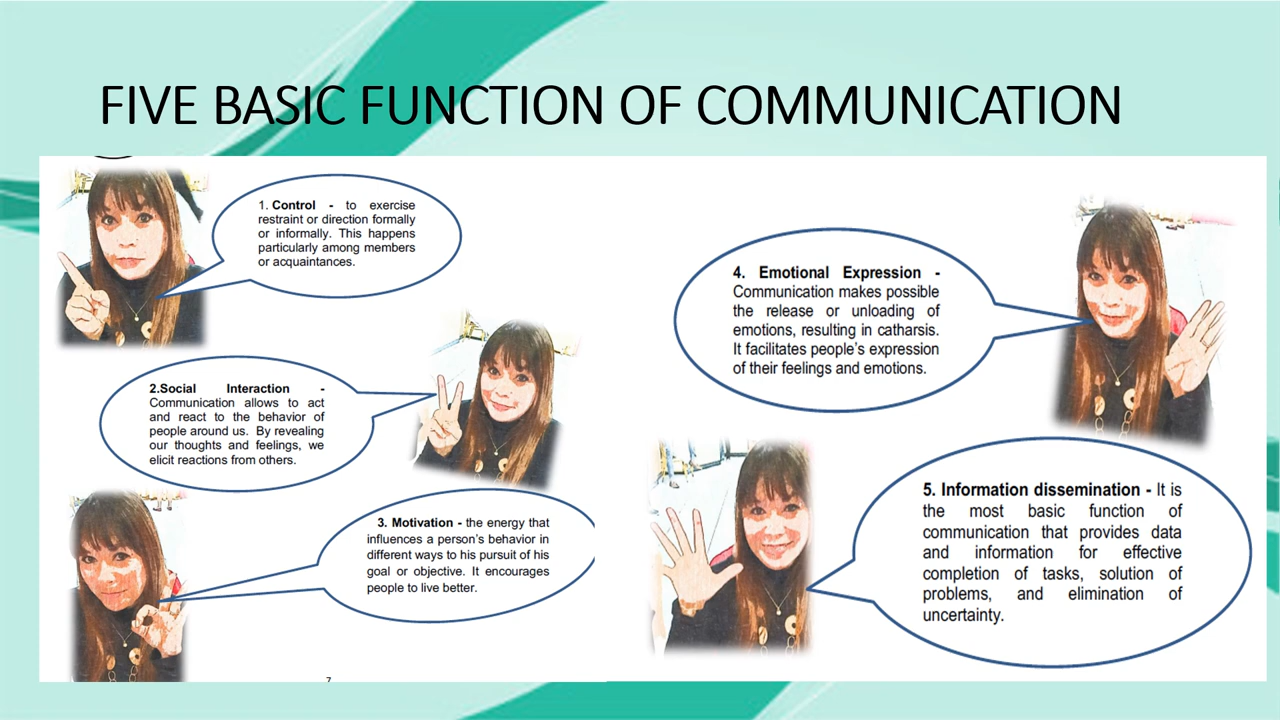 FIVE BASIC FUNCTION OF COMMUNICATION
1. Control - to exercise
restraint or direction formally
or informally. This happens
particularly among members
or acquaintances.
2.Social Interaction -
Communication allows to act
and react to the behavior of
people around us. By revealing
our thoughts and feelings, we
elicit reactions from others.
3. Motivation - the energy that
influences a person's behavior in
different ways to his pursuit of his
goal or objective. It encourages
people to live better.
4. Emotional Expression -
Communication makes possible
the release or unloading of
emotions, resulting in catharsis.
It facilitates people's expression
of their feelings and emotions.
5. Information dissemination - It is
the most basic function of
communication that provides data
and information for effective
completion of tasks, solution of
problems, and elimination of
uncertainty.
7